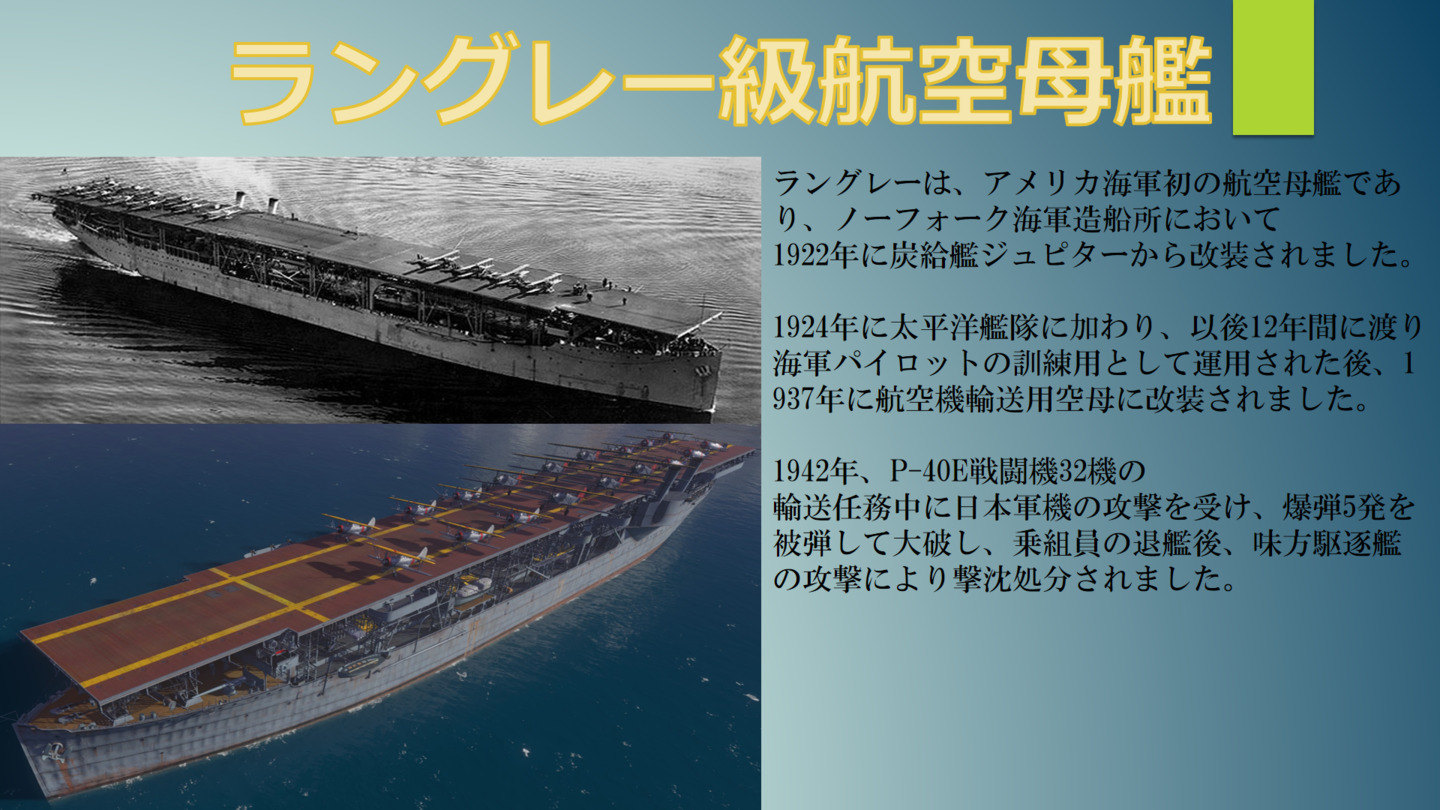 ラングレー級航空母艦
ラングレーは、アメリカ海軍初の航空母艦であ
り、ノーフォーク海軍造船所において
1922年に炭給艦ジュピターから改装されました。
1924年に太平洋艦隊に加わり、以後12年間に渡り
海軍パイロットの訓練用として運用された後、1
937年に航空機輸送用空母に改装されました。
1942年、P-40E戦闘機32機の
輸送任務中に日本軍機の攻撃を受け、爆弾5発を
被弾して大破し、乗組員の退艦後、味方駆逐艦
の攻撃により撃沈処分されました。